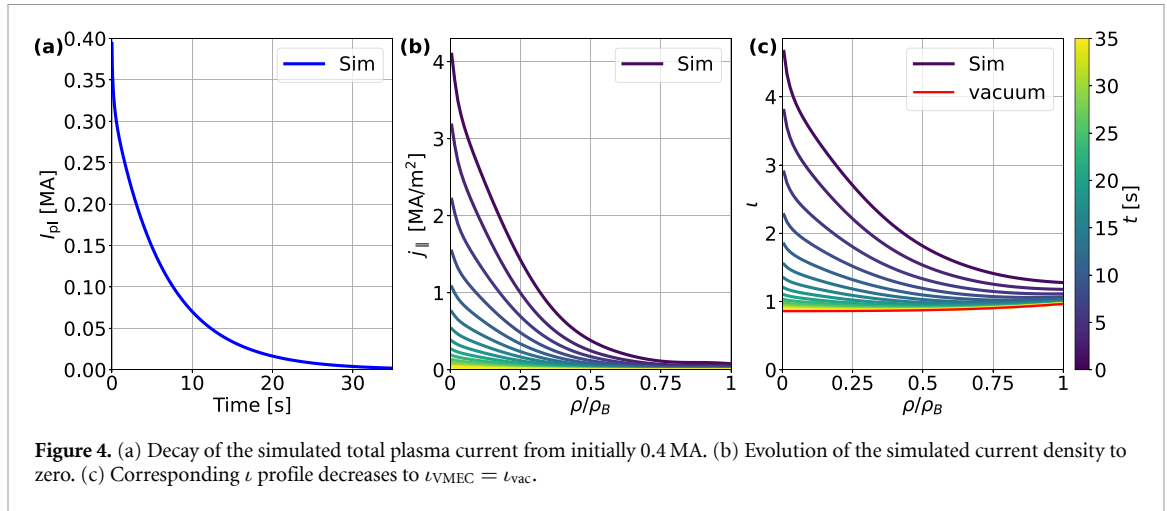 (a)
0.40
0.35
0.30
0.25
0.20
0.15
0.10
0.05
0.00
I_pl [MA]
0
10
20
30
Time [s]
Sim
(b)
4
3
2
1
0
j_∥ [MA/m²]
0
0.25
0.5
0.75
1
ρ/ρ_B
Sim
(c)
4
3
2
1
0
ι
0
0.25
0.5
0.75
1
ρ/ρ_B
Sim
vacuum
35
30
25
20
15
10
5
0
t [s]
Figure 4. (a) Decay of the simulated total plasma current from initially 0.4 MA. (b) Evolution of the simulated current density to
zero. (c) Corresponding ι profile decreases to ι_VMEC = ι_vac.